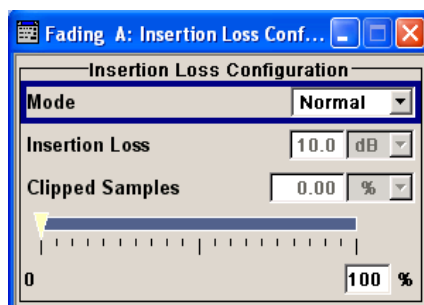 Fading A: Insertion Loss Conf...
Insertion Loss Configuration
Mode Normal
Insertion Loss 10.0 dB
Clipped Samples 0.00 %
0 100 %